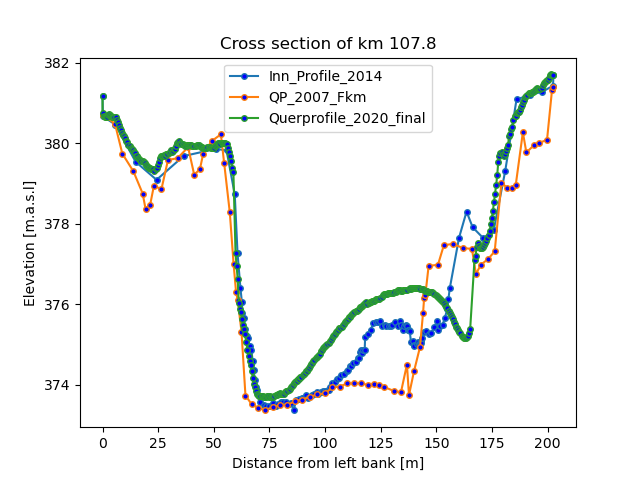 Cross section of km 107.8
Inn_Profile_2014
QP_2007_Fkm
Querprofile_2020_final
382
380
378
376
374
Elevation [m.a.s.l]
0
25
50
75
100
125
150
175
200
Distance from left bank [m]